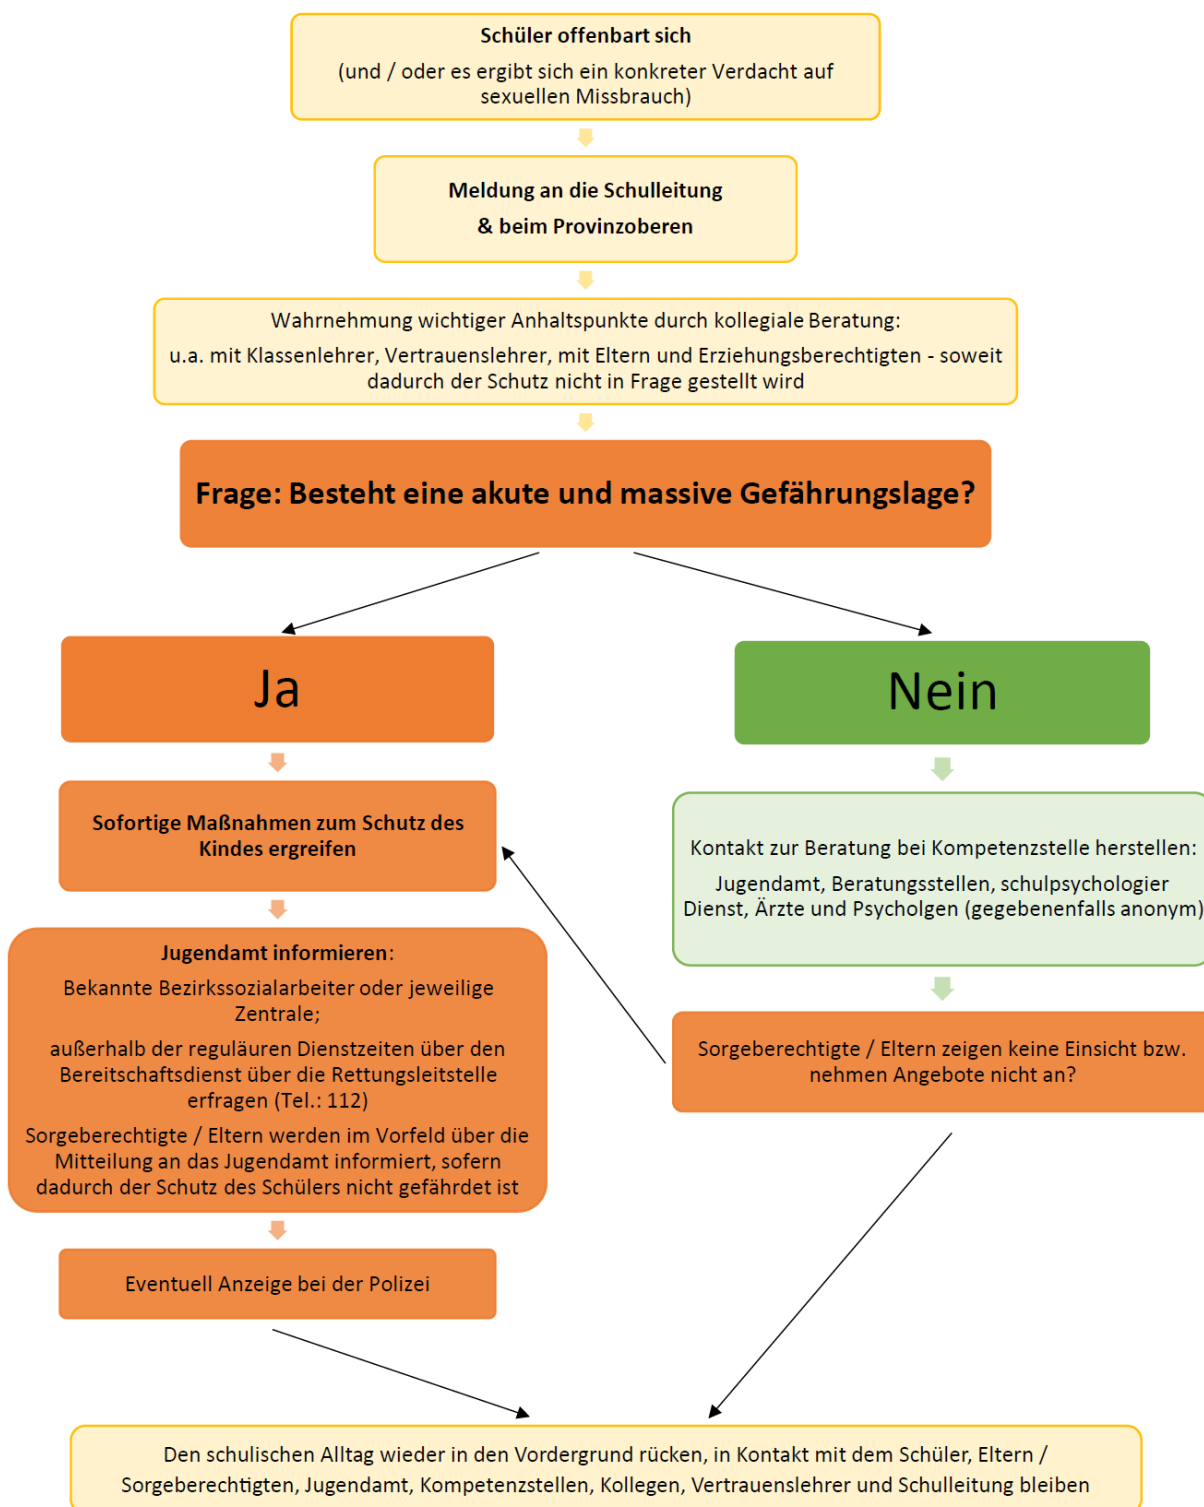 Schüler offenbart sich
(und / oder es ergibt sich ein konkreter Verdacht auf
sexuellen Missbrauch)
Meldung an die Schulleitung
& beim Provinzoberen
Wahrnehmung wichtiger Anhaltspunkte durch kollegiale Beratung:
u.a. mit Klassenlehrer, Vertrauenslehrer, mit Eltern und Erziehungsberechtigten - soweit
dadurch der Schutz nicht in Frage gestellt wird
Frage: Besteht eine akute und massive Gefährungslage?
Ja
Sofortige Maßnahmen zum Schutz des
Kindes ergreifen
Jugendamt informieren:
Bekannte Bezirkssozialarbeiter oder jeweilige
Zentrale;
außerhalb der reguläuren Dienstzeiten über den
Bereitschaftsdienst über die Rettungsleitstelle
erfragen (Tel.: 112)
Sorgeberechtigte / Eltern werden im Vorfeld über die
Mitteilung an das Jugendamt informiert, sofern
dadurch der Schutz des Schülers nicht gefährdet ist
Eventuell Anzeige bei der Polizei
Nein
Kontakt zur Beratung bei Kompetenzstelle herstellen:
Jugendamt, Beratungsstellen, schulpsychologier
Dienst, Ärzte und Psycholgen (gegebenenfalls anonym)
Sorgeberechtigte / Eltern zeigen keine Einsicht bzw.
nehmen Angebote nicht an?
Den schulischen Alltag wieder in den Vordergrund rücken, in Kontakt mit dem Schüler, Eltern /
Sorgeberechtigten, Jugendamt, Kompetenzstellen, Kollegen, Vertrauenslehrer und Schulleitung bleiben